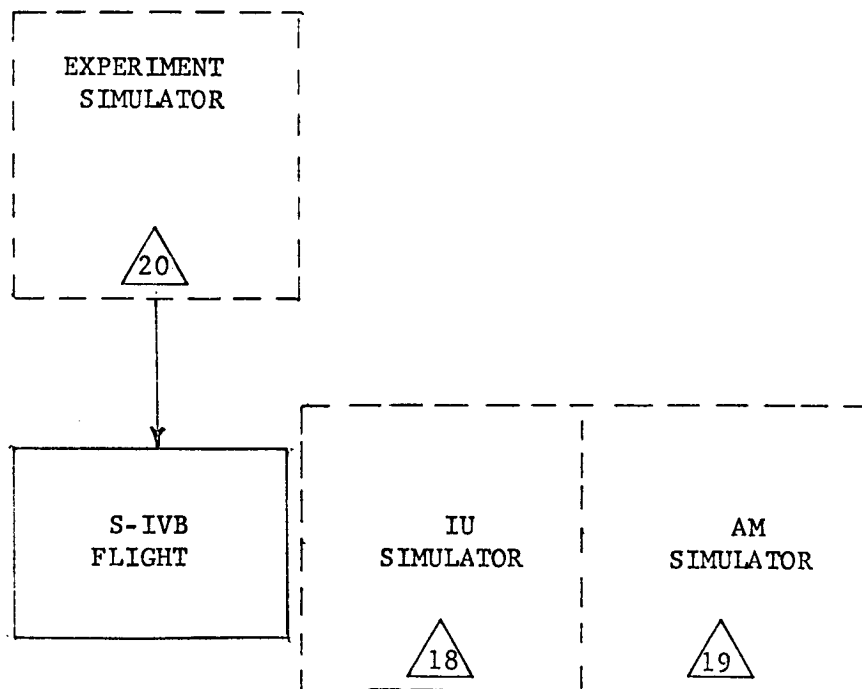 EXPERIMENT
SIMULATOR
20
S-IVB
FLIGHT
IU
SIMULATOR
18
AM
SIMULATOR
19